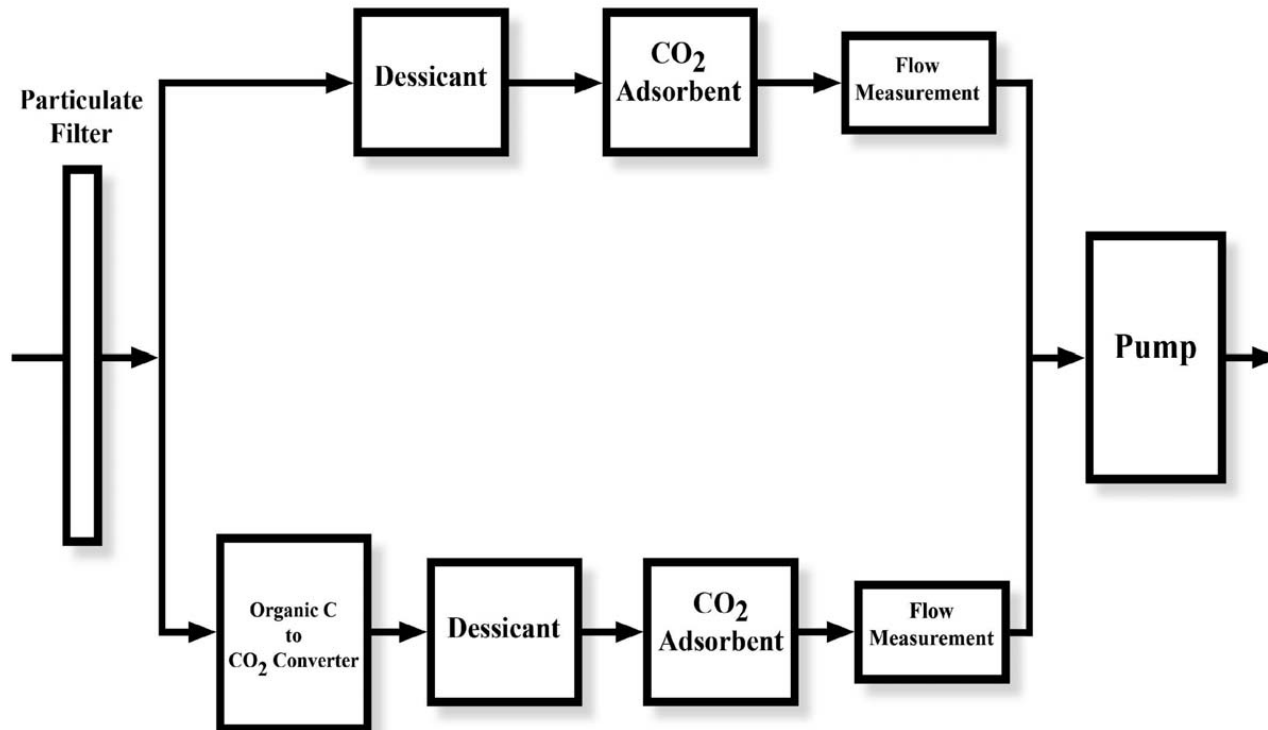 Particulate
Filter
Dessicant
CO2
Adsorbent
Flow
Measurement
Organic C
to
CO2 Converter
Dessicant
CO2
Adsorbent
Flow
Measurement
Pump